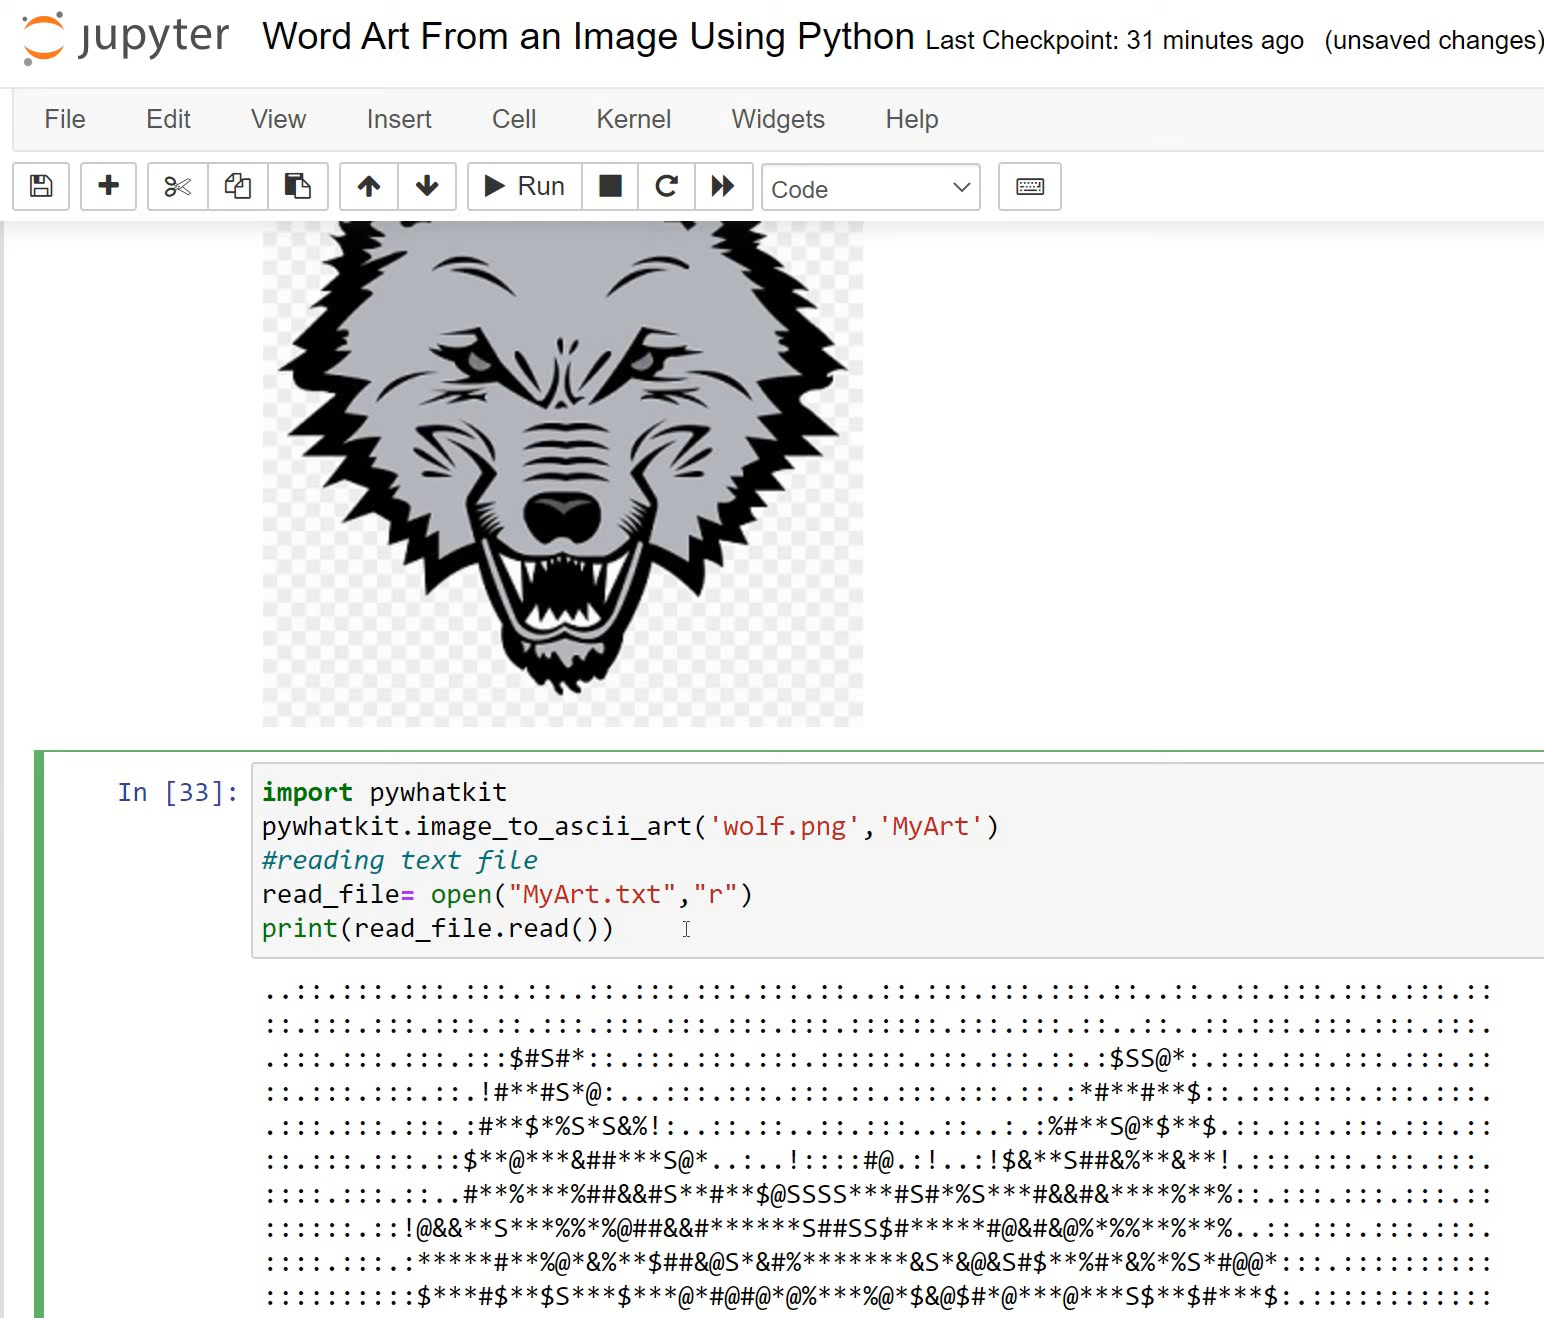 jupyter Word Art From an Image Using Python Last Checkpoint: 31 minutes ago (unsaved changes)
File Edit View Insert Cell Kernel Widgets Help
Run Code
In [33]:
import pywhatkit
pywhatkit.image_to_ascii_art('wolf.png','MyArt')
#reading text file
read_file= open("MyArt.txt","r")
print(read_file.read())